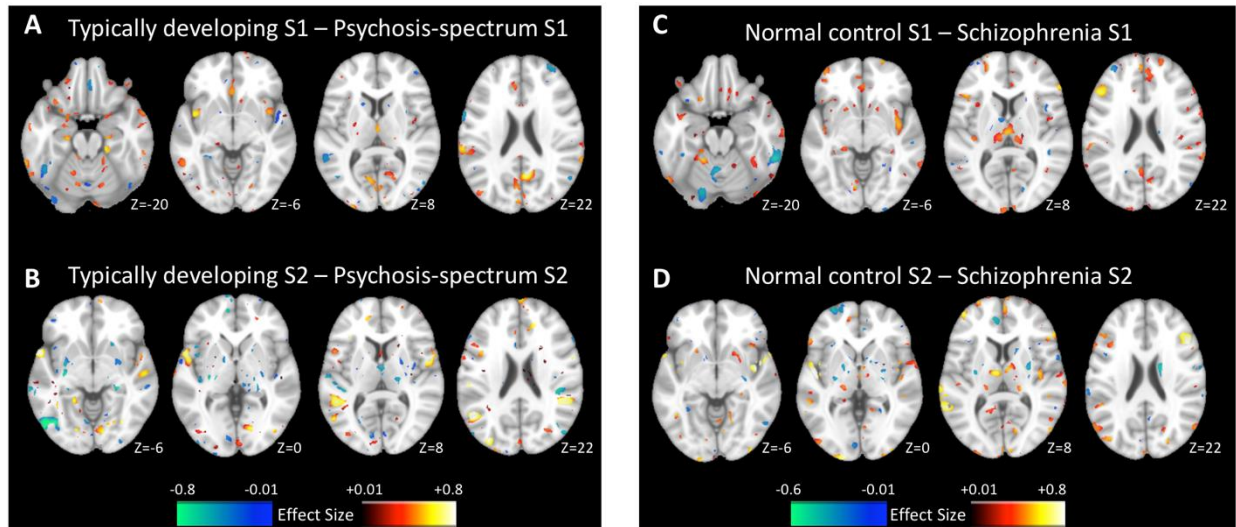 A Typically developing S1 – Psychosis-spectrum S1
Z=-20 Z=-6 Z=8 Z=22
B Typically developing S2 – Psychosis-spectrum S2
Z=-6 Z=0 Z=8 Z=22
-0.8 -0.01 +0.01 +0.8
Effect Size
C Normal control S1 – Schizophrenia S1
Z=-20 Z=-6 Z=8 Z=22
D Normal control S2 – Schizophrenia S2
Z=-6 Z=0 Z=8 Z=22
-0.6 -0.01 +0.01 +0.8
Effect Size